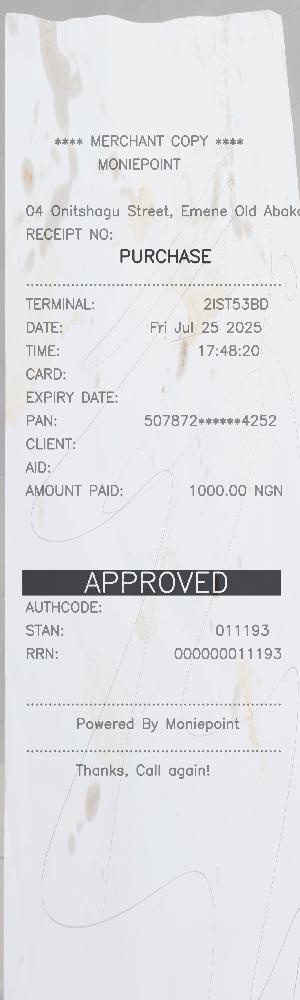 **** MERCHANT COPY ****
MONIEPOINT
04 Onitshagu Street, Emene Old Abak
RECEIPT NO:
PURCHASE
TERMINAL: 2IST53BD
DATE: Fri Jul 25 2025
TIME: 17:48:20
CARD:
EXPIRY DATE:
PAN: 507872******4252
CLIENT:
AID:
AMOUNT PAID: 1000.00 NGN
APPROVED
AUTHCODE:
STAN: 011193
RRN: 000000011193
Powered By Moniepoint
Thanks, Call again!